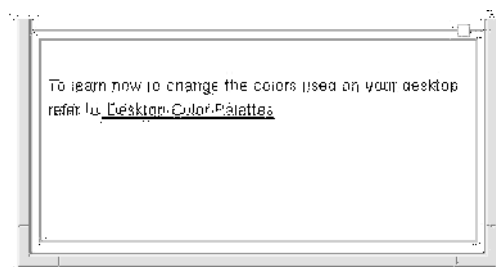 To learn how to change the colors used on your desktop
refer to Desktop Color Palettes